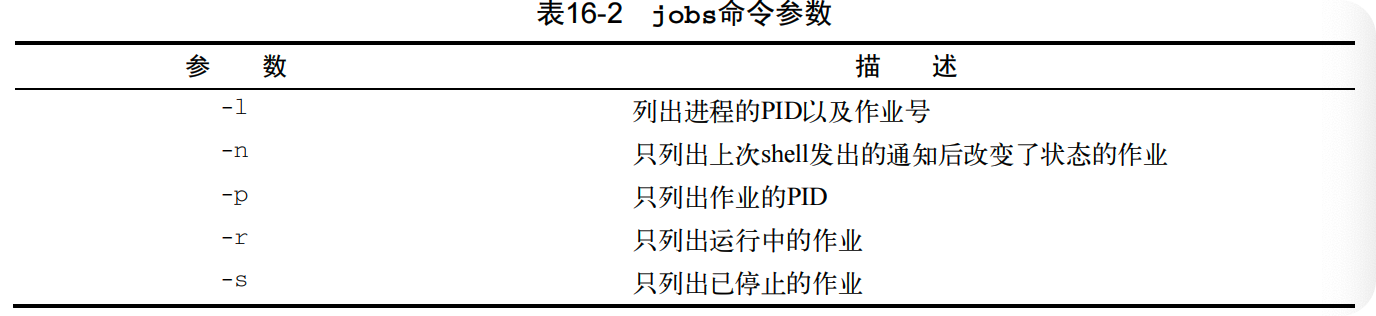 表16-2 jobs命令参数
参 数 描 述
-l 列出进程的PID以及作业号
-n 只列出上次shell发出的通知后改变了状态的作业
-p 只列出作业的PID
-r 只列出运行中的作业
-s 只列出已停止的作业